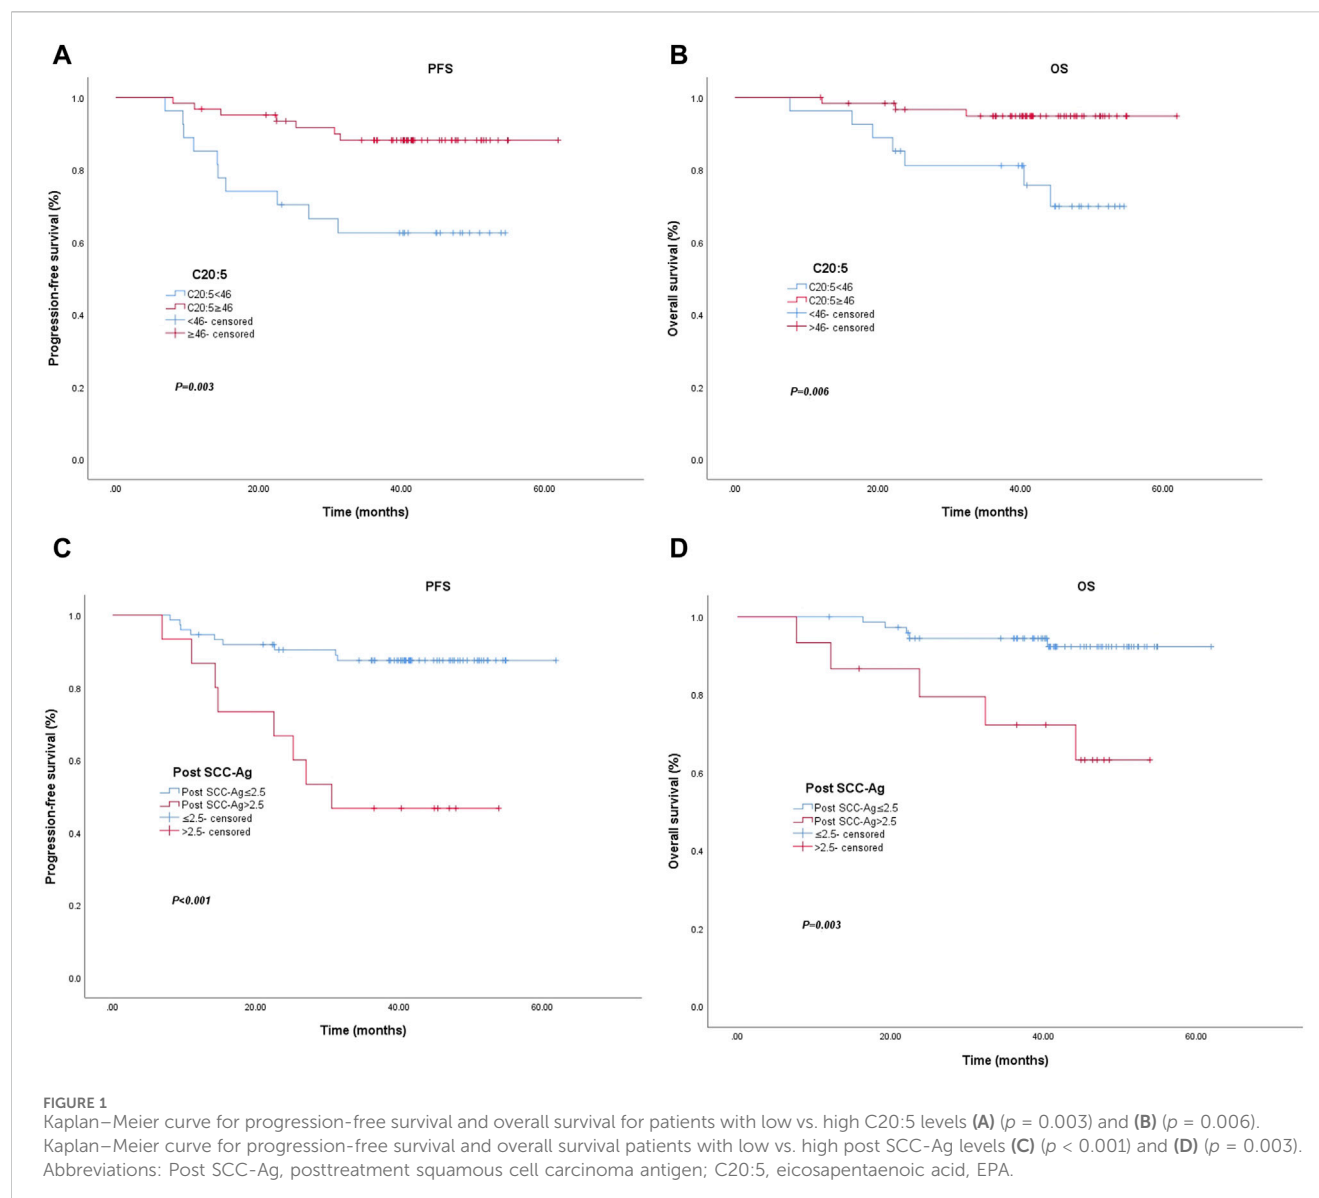 A
PFS
Progression-free survival (%)
1.0
0.8
0.6
0.4
0.2
0.0
C20:5
C20:5<46
C20:5≥46
<46- censored
≥46- censored
P=0.003
.00
20.00
40.00
60.00
Time (months)
B
OS
Overall survival (%)
1.0
0.8
0.6
0.4
0.2
0.0
C20:5
C20:5<46
C20:5≥46
<46- censored
>46- censored
P=0.006
.00
20.00
40.00
60.00
Time (months)
C
PFS
Progression-free survival (%)
1.0
0.8
0.6
0.4
0.2
0.0
Post SCC-Ag
Post SCC-Ag≤2.5
Post SCC-Ag>2.5
≤2.5- censored
>2.5- censored
P<0.001
.00
20.00
40.00
60.00
Time (months)
D
OS
Overall survival (%)
1.0
0.8
0.6
0.4
0.2
0.0
Post SCC-Ag
Post SCC-Ag≤2.5
Post SCC-Ag>2.5
≤2.5- censored
>2.5- censored
P=0.003
.00
20.00
40.00
60.00
Time (months)
FIGURE 1
Kaplan–Meier curve for progression-free survival and overall survival for patients with low vs. high C20:5 levels (A) (p = 0.003) and (B) (p = 0.006).
Kaplan–Meier curve for progression-free survival and overall survival patients with low vs. high post SCC-Ag levels (C) (p < 0.001) and (D) (p = 0.003).
Abbreviations: Post SCC-Ag, posttreatment squamous cell carcinoma antigen; C20:5, eicosapentaenoic acid, EPA.